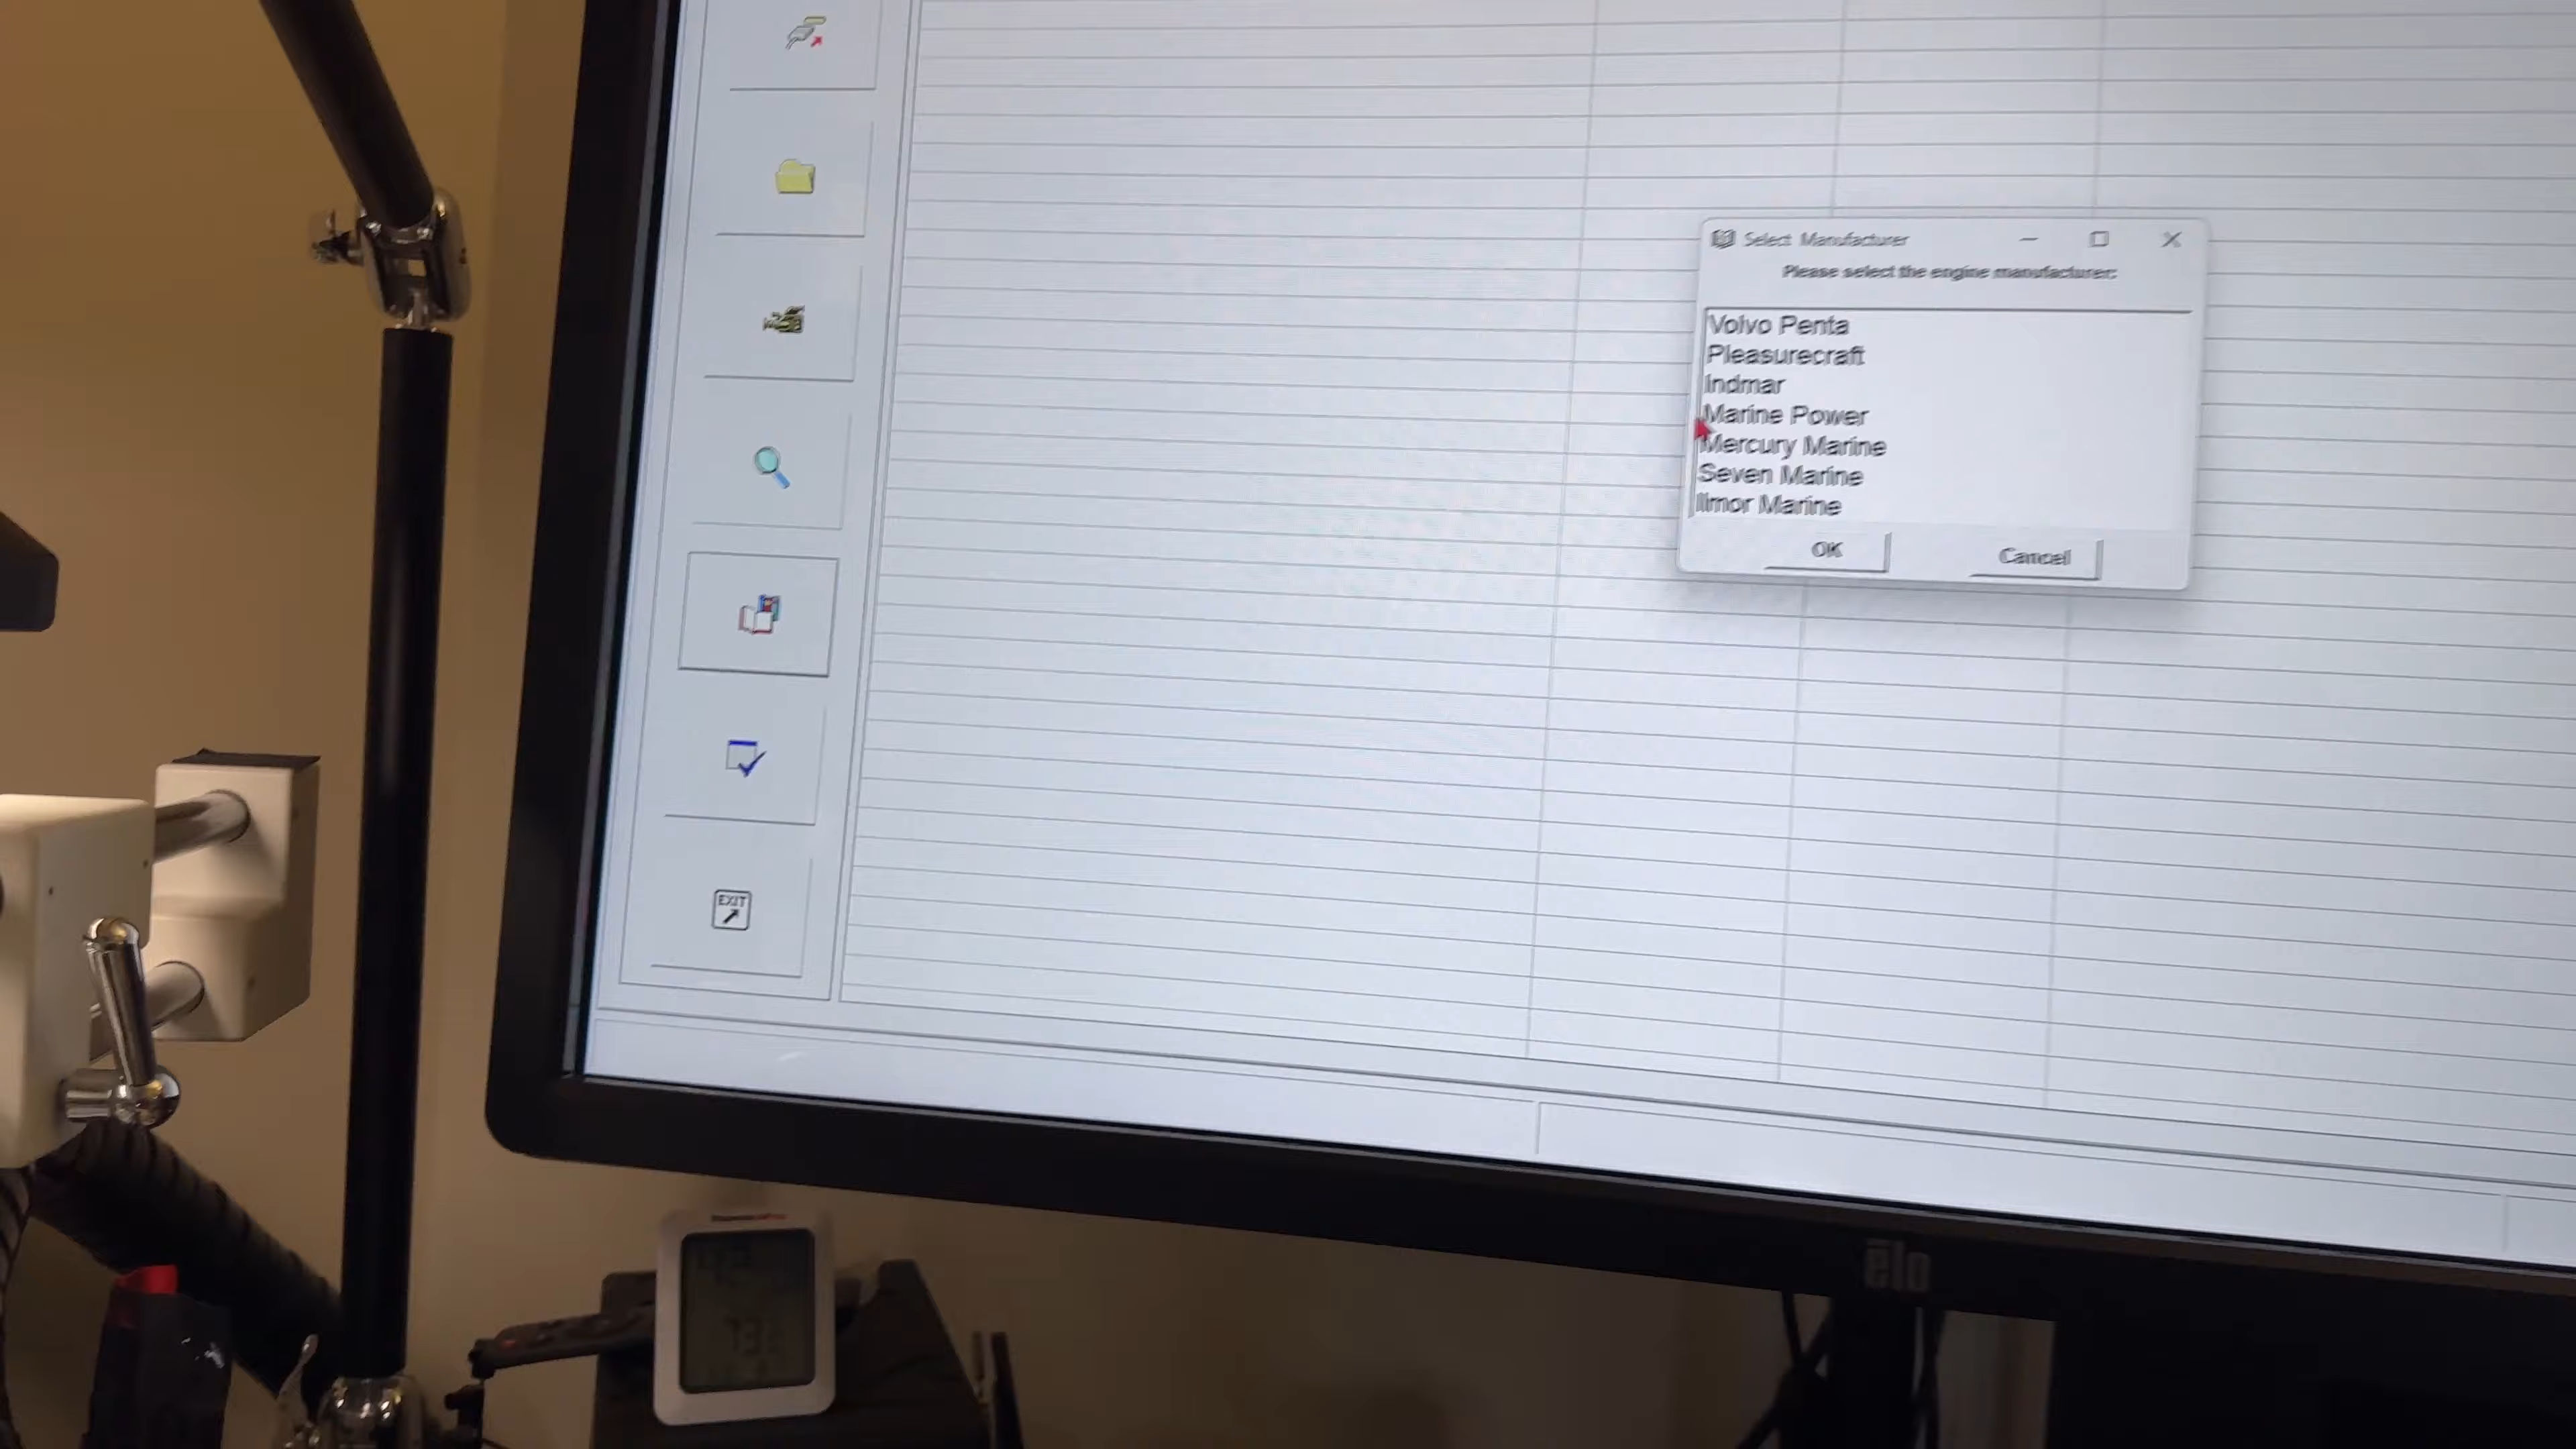 Select Manufacturer
Please select the engine manufacturer:
Volvo Penta
Pleasurecraft
Indmar
Marine Power
Mercury Marine
Seven Marine
Ilmor Marine
OK
Cancel
EXIT
elo